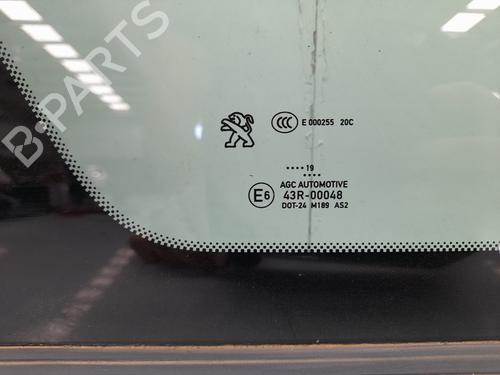 B-PARTS
CCC E 000255 20C
....19
.....
AGC AUTOMOTIVE
E6 43R-00048
DOT-24 M189 AS2